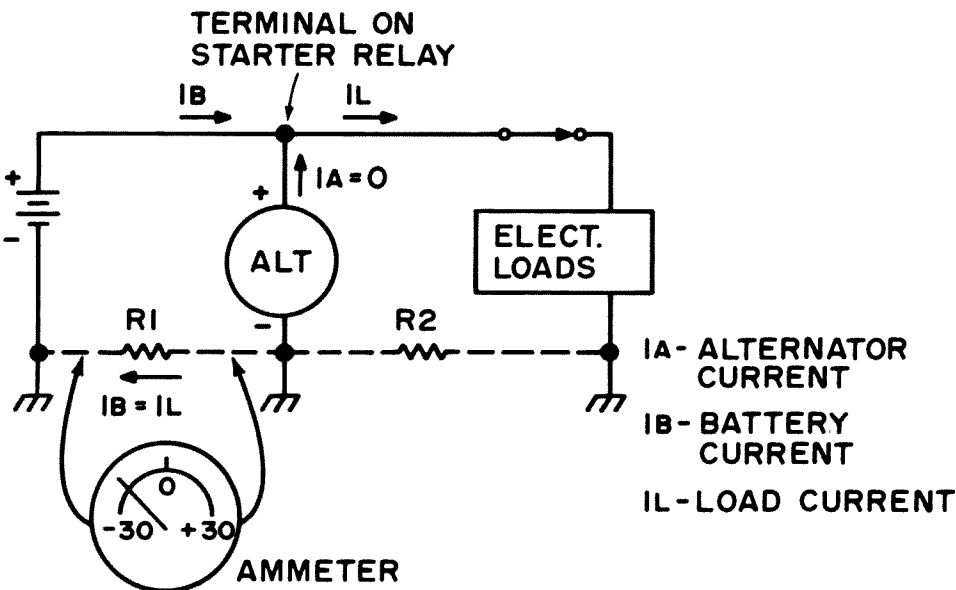 TERMINAL ON
STARTER RELAY
IB
IL
+
-
+
IA=0
ALT
-
ELECT.
LOADS
R1
R2
IB=IL
IA- ALTERNATOR
CURRENT
IB- BATTERY
CURRENT
IL- LOAD CURRENT
0
-30 +30
AMMETER